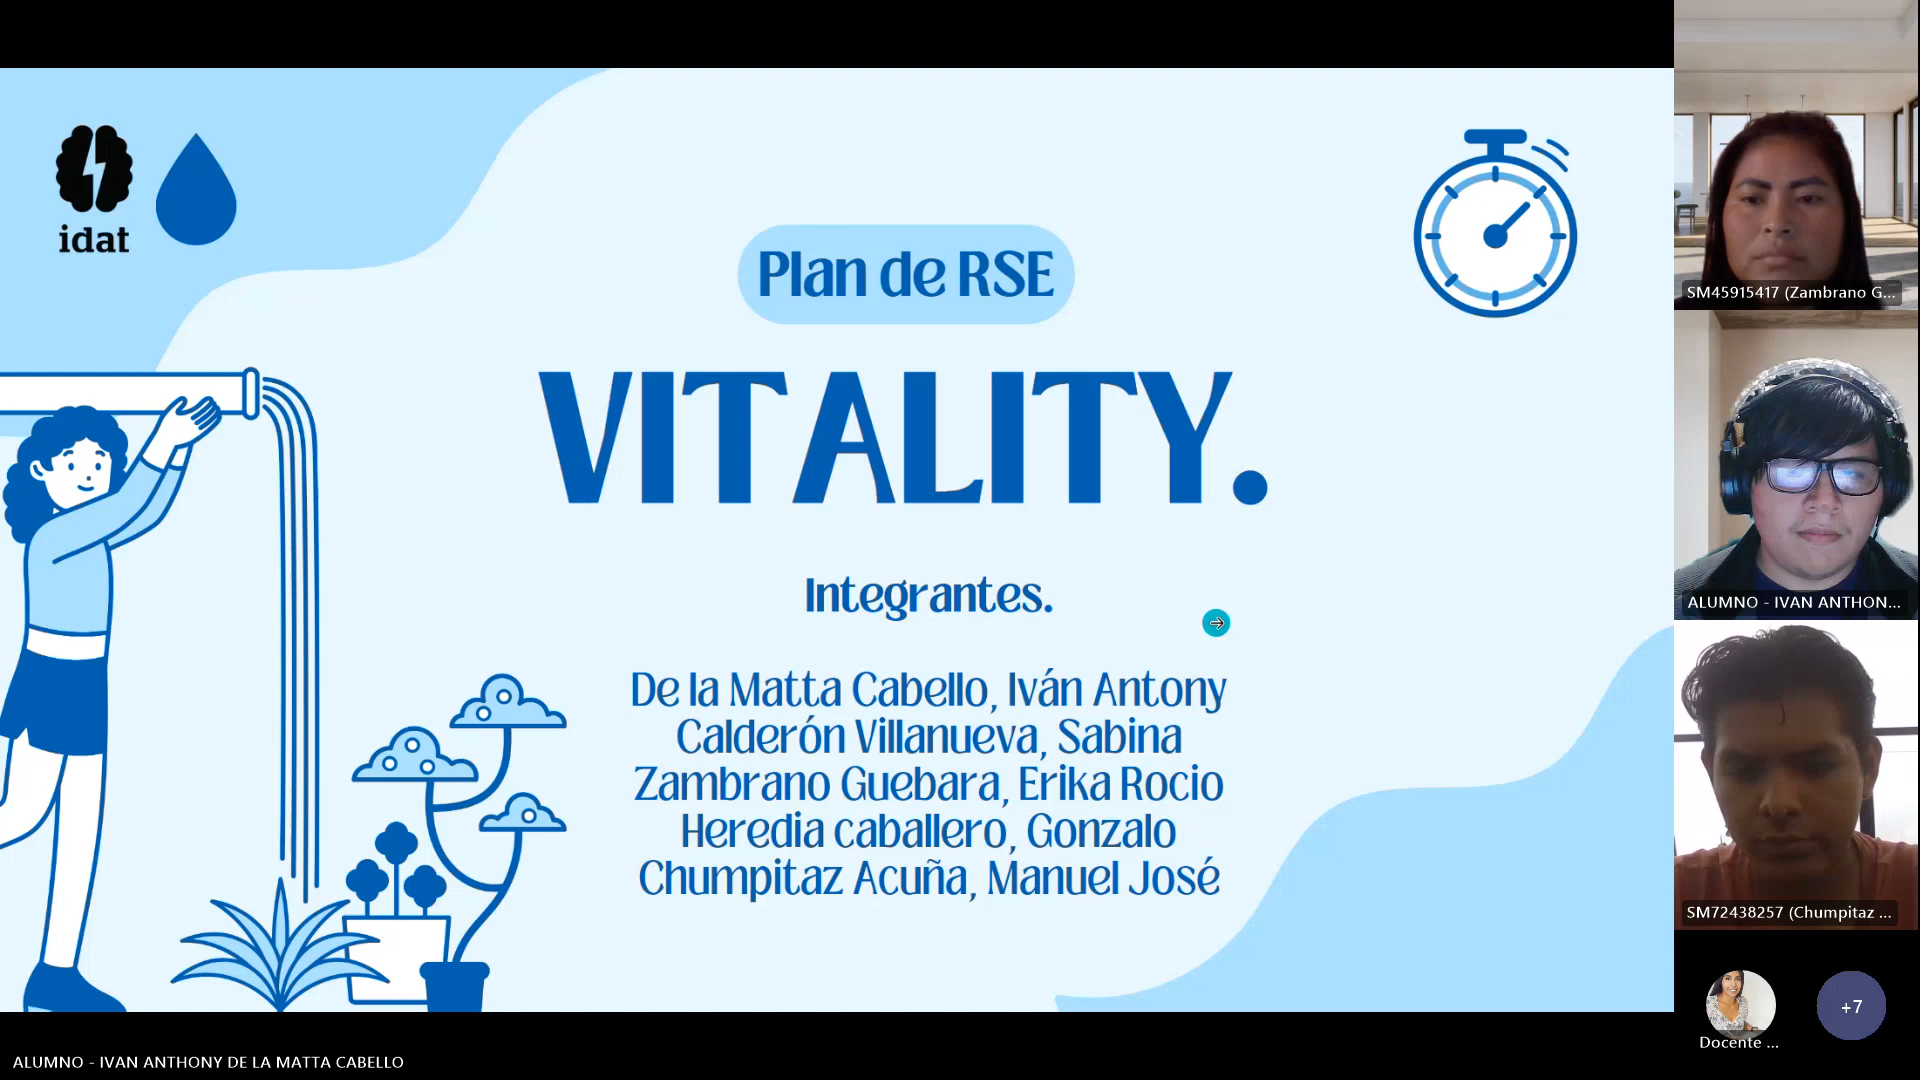 idat
Plan de RSE
VITALITY.
Integrantes.
De la Matta Cabello, Iván Antony
Calderón Villanueva, Sabina
Zambrano Guebara, Erika Rocio
Heredia caballero, Gonzalo
Chumpitaz Acuña, Manuel José
SM45915417 (Zambrano G...
ALUMNO - IVAN ANTHON...
SM72438257 (Chumpitaz ...
Docente ...
+7
ALUMNO - IVAN ANTHONY DE LA MATTA CABELLO